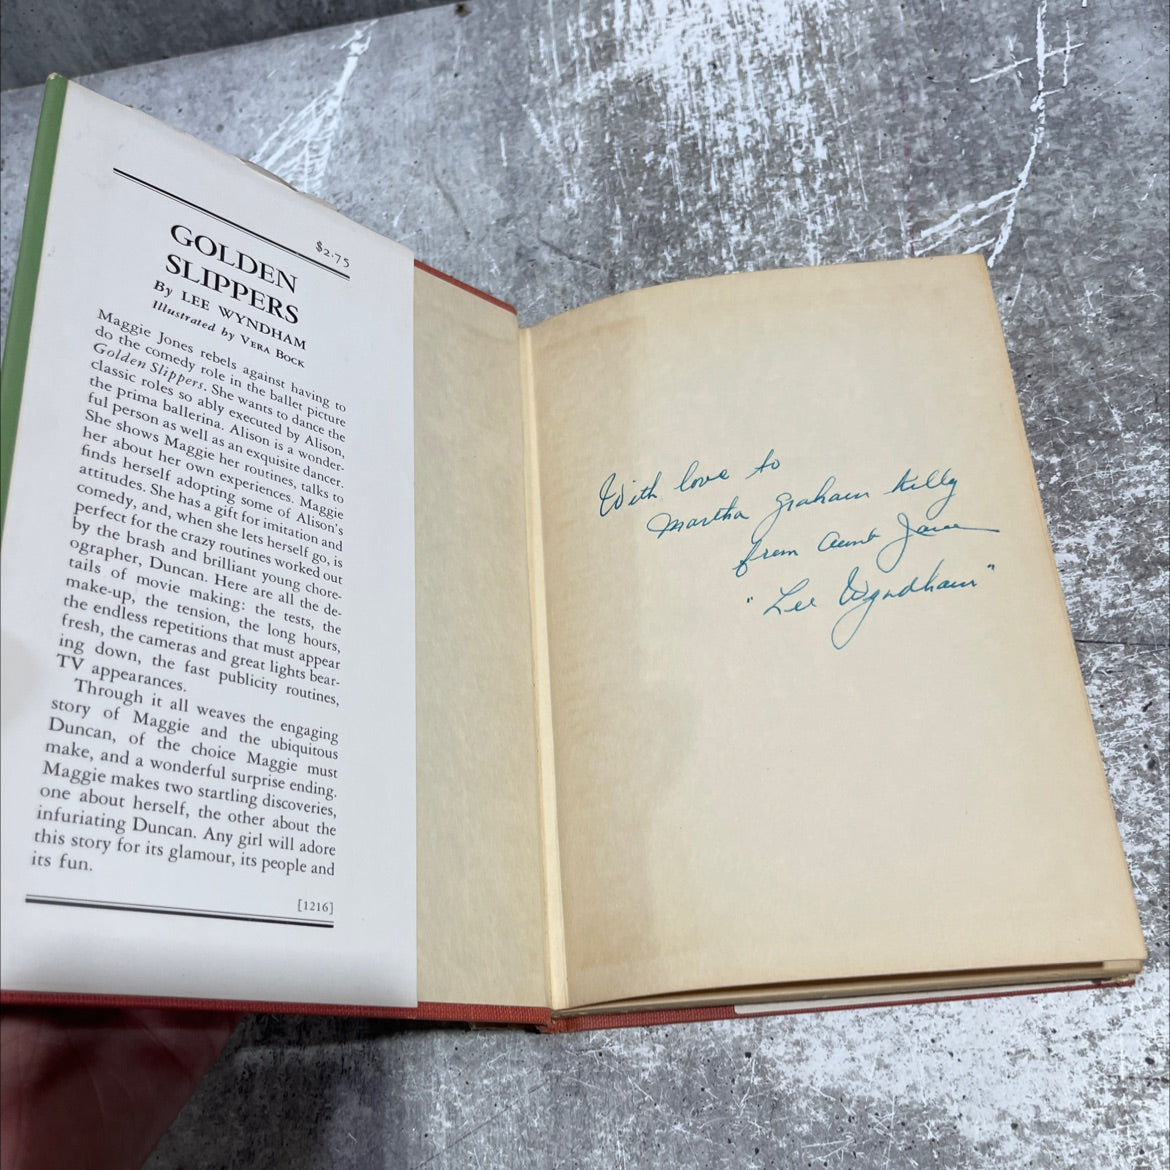 $2.75
GOLDEN
SLIPPERS
By LEE WYNDHAM
Illustrated by VERA BOCK
Maggie Jones rebels against having to
do the comedy role in the ballet picture
Golden Slippers. She wants to dance the
classic roles so ably executed by Alison,
the prima ballerina. Alison is a wonder-
ful person as well as an exquisite dancer.
She shows Maggie her routines, talks to
her about her own experiences. Maggie
finds herself adopting some of Alison's
attitudes. She has a gift for imitation and
comedy, and, when she lets herself go, is
perfect for the crazy routines worked out
by the brash and brilliant young chore-
ographer, Duncan. Here are all the de-
tails of movie making: the tests, the
make-up, the tension, the long hours,
the endless repetitions that must appear
fresh, the cameras and great lights bear-
ing down, the fast publicity routines,
TV appearances.
Through it all weaves the engaging
story of Maggie and the ubiquitous
Duncan, of the choice Maggie must
make, and a wonderful surprise ending.
Maggie makes two startling discoveries,
one about herself, the other about the
infuriating Duncan. Any girl will adore
this story for its glamour, its people and
its fun.
[1216]
With love to
Martha Graham Kelly
from Aunt Jane
"Lee Wyndham"